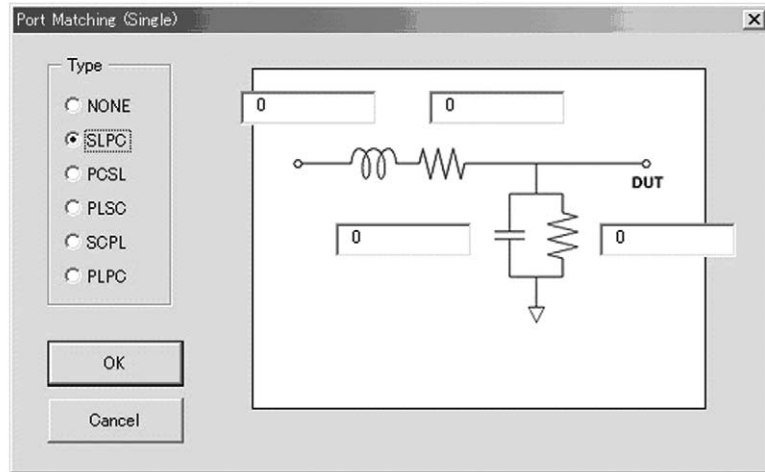 Port Matching (Single)
Type
NONE
SLPC
PCSL
PLSC
SCPL
PLPC
OK
Cancel
0
0
DUT
0
0